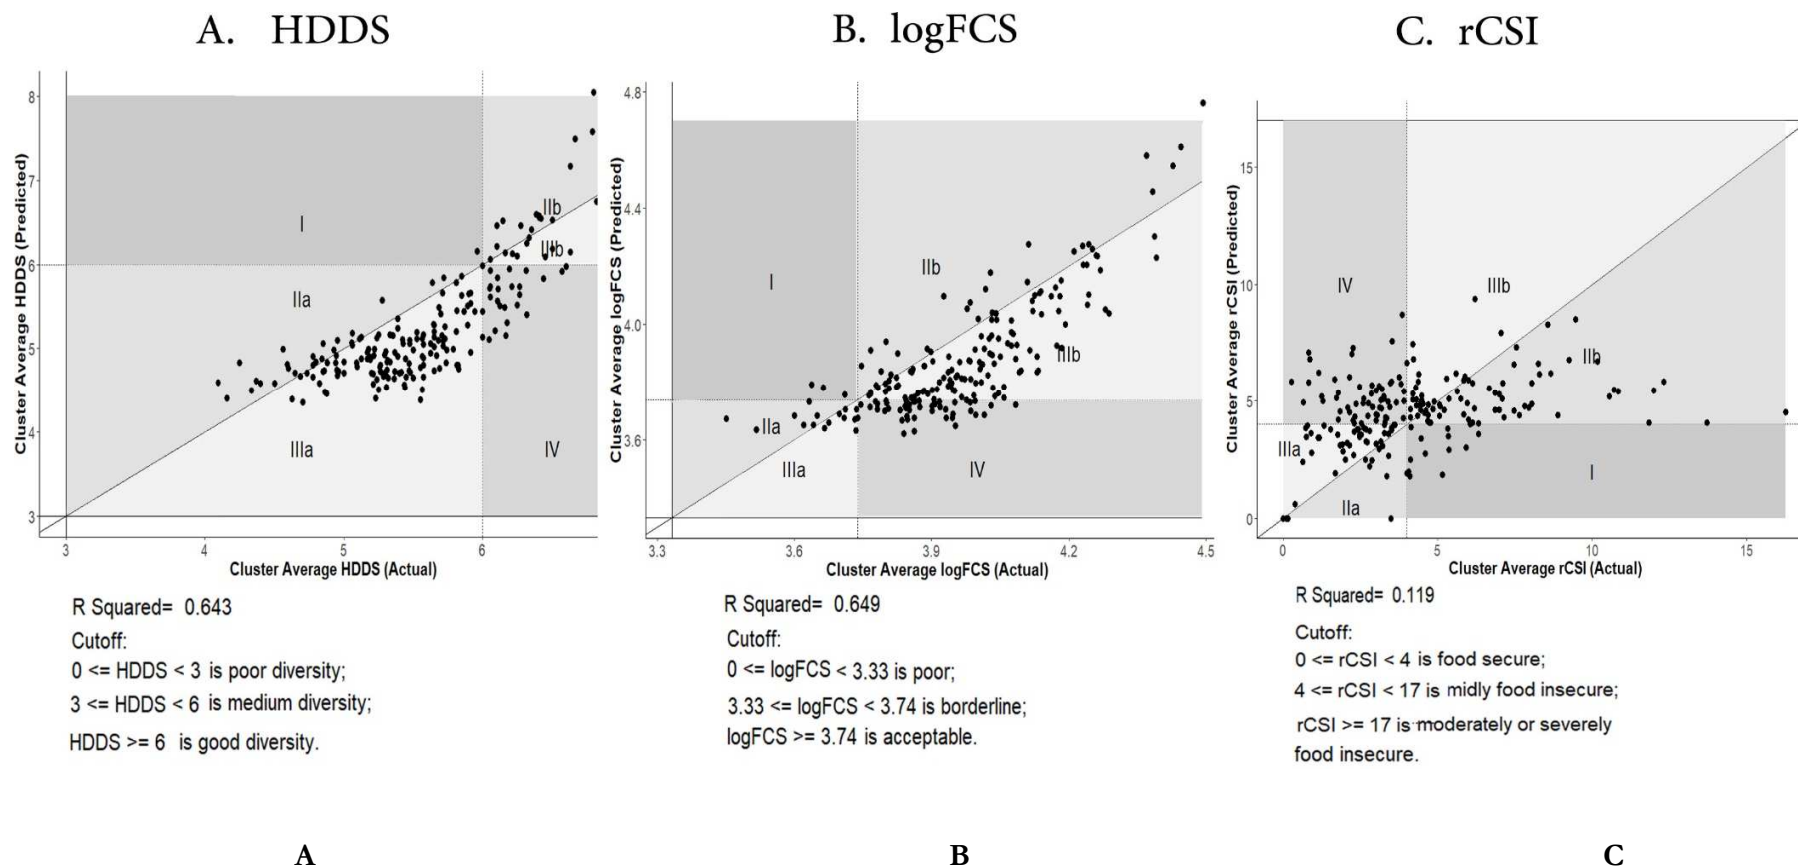 A. HDDS
B. logFCS
C. rCSI
Cluster Average HDDS (Predicted)
8
7
6
5
4
3
I
IIa
IIb
IIIb
IIIa
IV
3
4
5
6
Cluster Average HDDS (Actual)
R Squared= 0.643
Cutoff:
0 <= HDDS < 3 is poor diversity;
3 <= HDDS < 6 is medium diversity;
HDDS >= 6 is good diversity.
Cluster Average logFCS (Predicted)
4.8
4.4
4.0
3.6
I
IIb
IIIb
IIa
IIIa
IV
3.3
3.6
3.9
4.2
4.5
Cluster Average logFCS (Actual)
R Squared= 0.649
Cutoff:
0 <= logFCS < 3.33 is poor;
3.33 <= logFCS < 3.74 is borderline;
logFCS >= 3.74 is acceptable.
Cluster Average rCSI (Predicted)
15
10
5
0
IV
IIIb
IIb
IIIa
I
IIa
0
5
10
15
Cluster Average rCSI (Actual)
R Squared= 0.119
Cutoff:
0 <= rCSI < 4 is food secure;
4 <= rCSI < 17 is midly food insecure;
rCSI >= 17 is moderately or severely
food insecure.
A
B
C